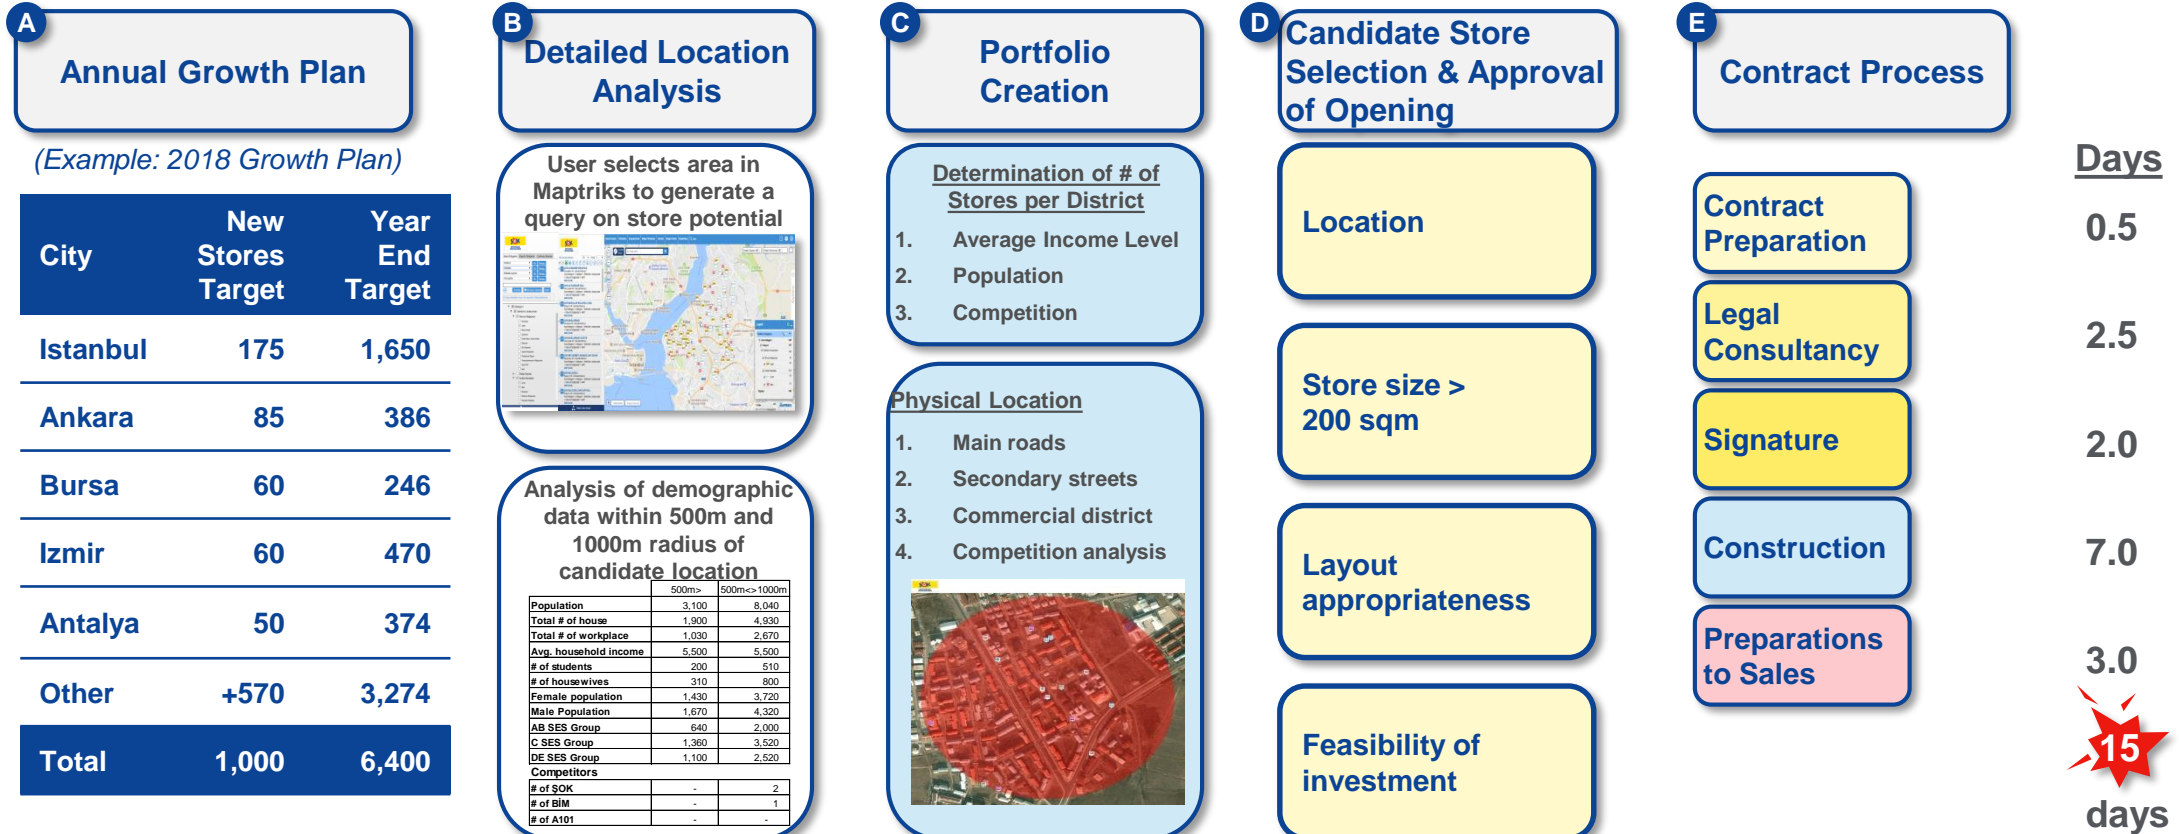 A
Annual Growth Plan
(Example: 2018 Growth Plan)
City New Stores Target Year End Target
Istanbul 175 1,650
Ankara 85 386
Bursa 60 246
Izmir 60 470
Antalya 50 374
Other +570 3,274
Total 1,000 6,400
B
Detailed Location
Analysis
User selects area in
Maptriks to generate a
query on store potential
Analysis of demographic
data within 500m and
1000m radius of
candidate location
500m> 500m<>1000m
Population 3,100 8,040
Total # of house 1,900 4,930
Total # of workplace 1,030 2,670
Avg. household income 5,500 5,500
# of students 200 510
# of housewives 310 800
Female population 1,430 3,720
Male Population 1,670 4,320
AB SES Group 640 2,000
C SES Group 1,360 3,520
DE SES Group 1,100 2,520
Competitors
# of ŞOK - 2
# of BİM - 1
# of A101 - -
C
Portfolio
Creation
Determination of # of
Stores per District
1. Average Income Level
2. Population
3. Competition
Physical Location
1. Main roads
2. Secondary streets
3. Commercial district
4. Competition analysis
D
Candidate Store
Selection & Approval
of Opening
Location
Store size >
200 sqm
Layout
appropriateness
Feasibility of
investment
E
Contract Process
Days
Contract
Preparation
0.5
Legal
Consultancy
2.5
Signature
2.0
Construction
7.0
Preparations
to Sales
3.0
15
days